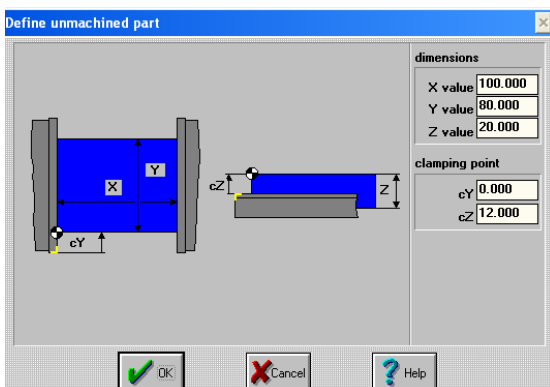 Define unmachined part
dimensions
X value 100.000
Y value 80.000
Z value 20.000
clamping point
cY 0.000
cZ 12.000
X
Y
cY
cZ
Z
OK
Cancel
? Help